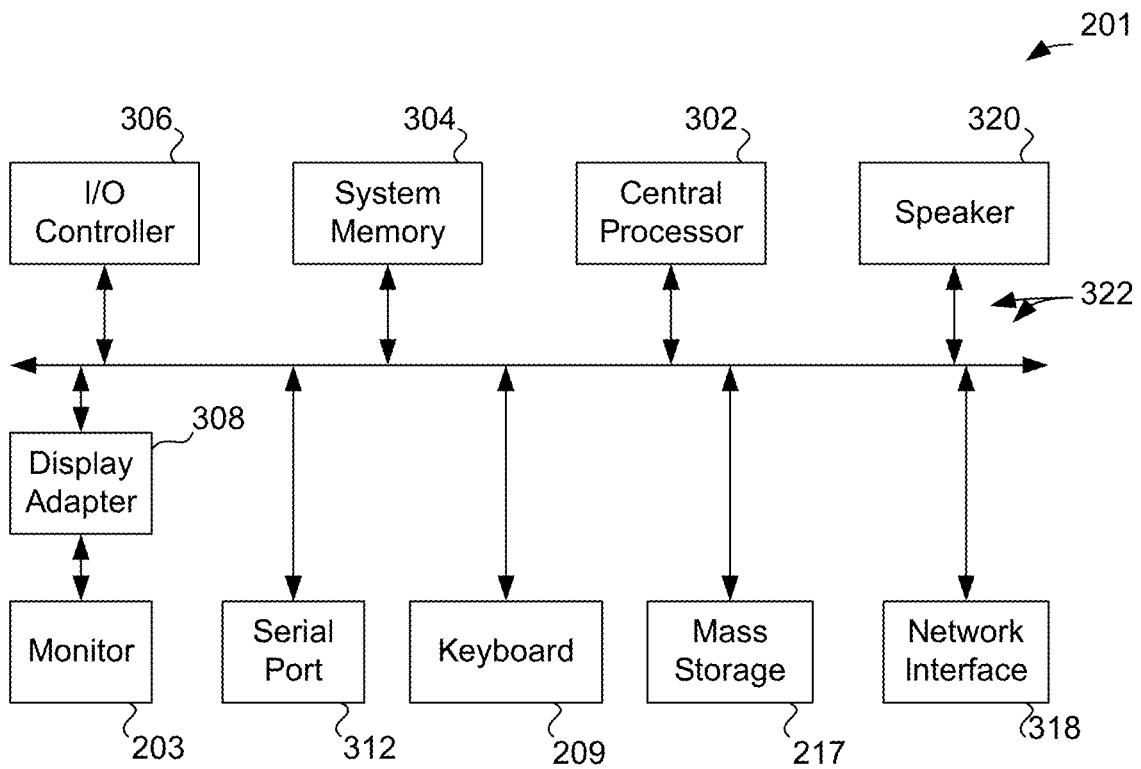 201
306
304
302
320
I/O
Controller
System
Memory
Central
Processor
Speaker
322
308
Display
Adapter
Monitor
Serial
Port
Keyboard
Mass
Storage
Network
Interface
203
312
209
217
318